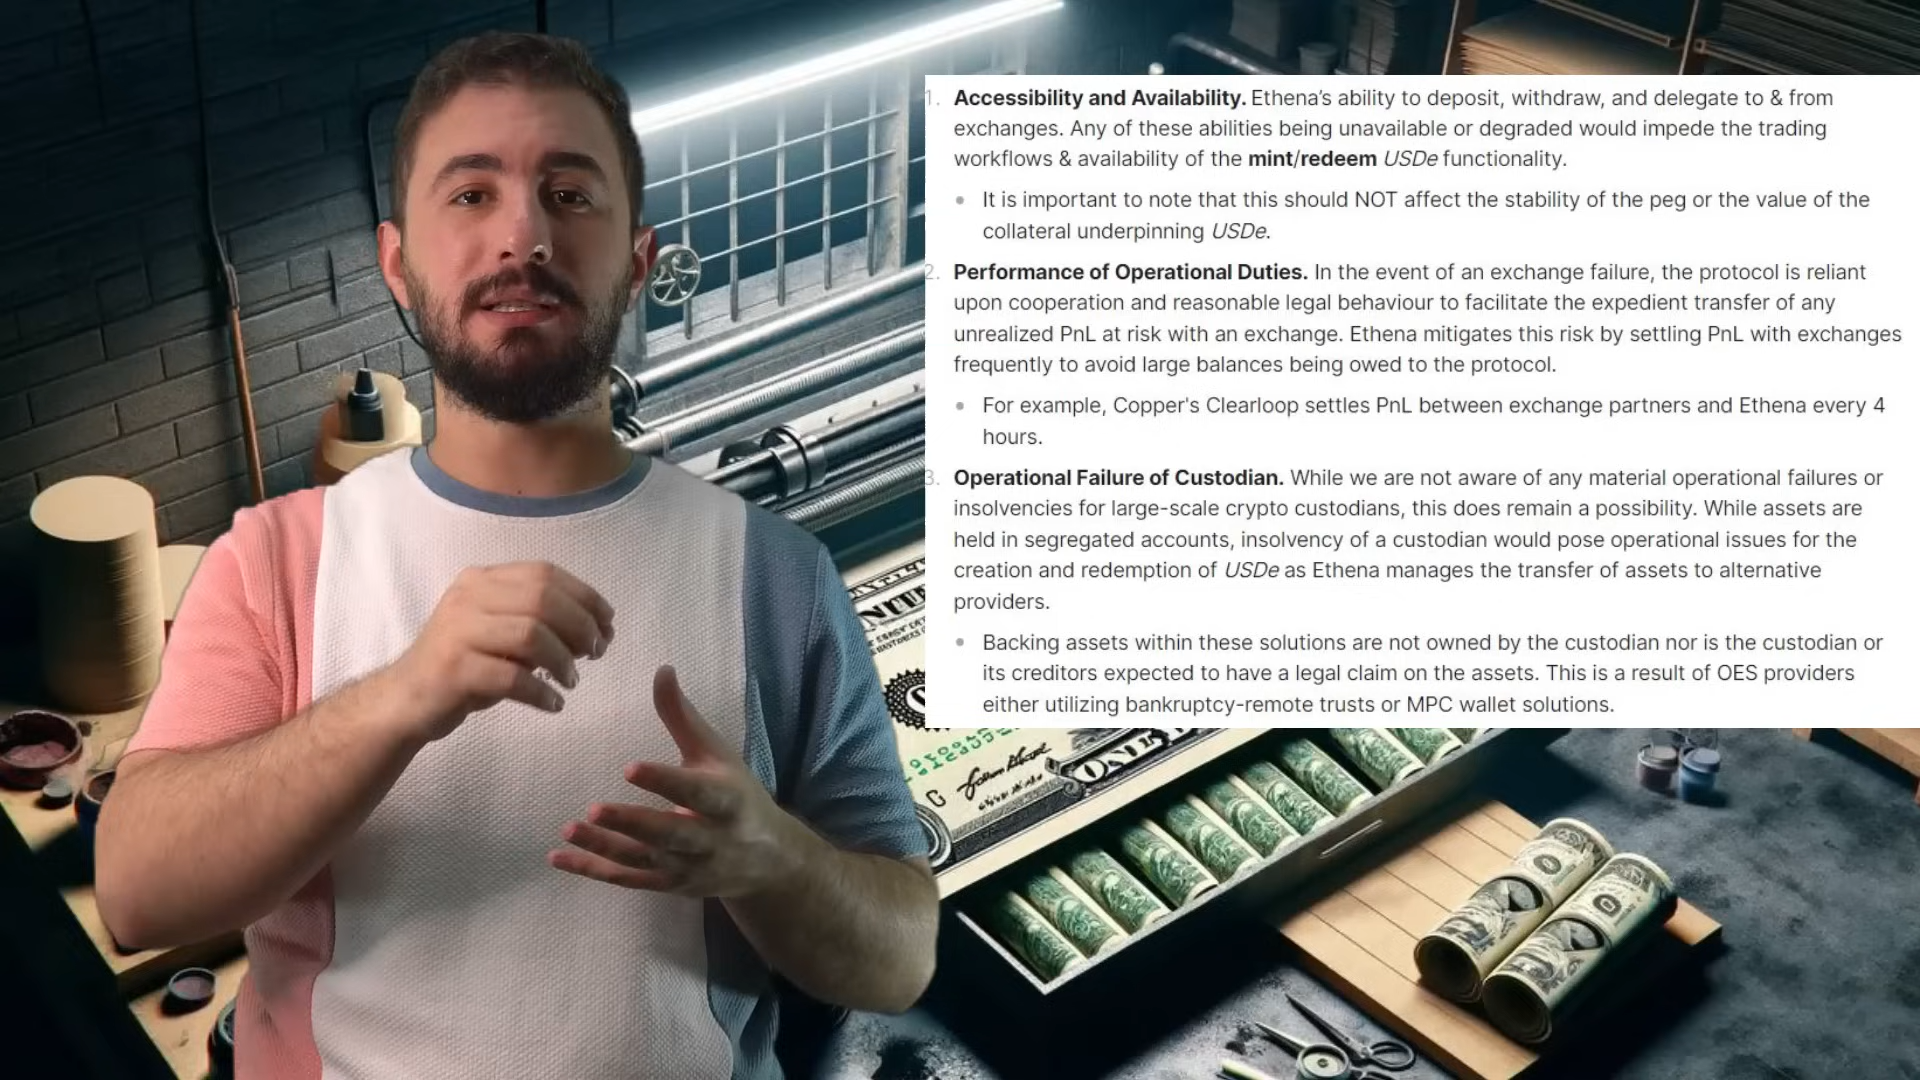 1. Accessibility and Availability. Ethena’s ability to deposit, withdraw, and delegate to & from
exchanges. Any of these abilities being unavailable or degraded would impede the trading
workflows & availability of the mint/redeem USDe functionality.
• It is important to note that this should NOT affect the stability of the peg or the value of the
collateral underpinning USDe.
2. Performance of Operational Duties. In the event of an exchange failure, the protocol is reliant
upon cooperation and reasonable legal behaviour to facilitate the expedient transfer of any
unrealized PnL at risk with an exchange. Ethena mitigates this risk by settling PnL with exchanges
frequently to avoid large balances being owed to the protocol.
• For example, Copper's Clearloop settles PnL between exchange partners and Ethena every 4
hours.
3. Operational Failure of Custodian. While we are not aware of any material operational failures or
insolvencies for large-scale crypto custodians, this does remain a possibility. While assets are
held in segregated accounts, insolvency of a custodian would pose operational issues for the
creation and redemption of USDe as Ethena manages the transfer of assets to alternative
providers.
• Backing assets within these solutions are not owned by the custodian nor is the custodian or
its creditors expected to have a legal claim on the assets. This is a result of OES providers
either utilizing bankruptcy-remote trusts or MPC wallet solutions.